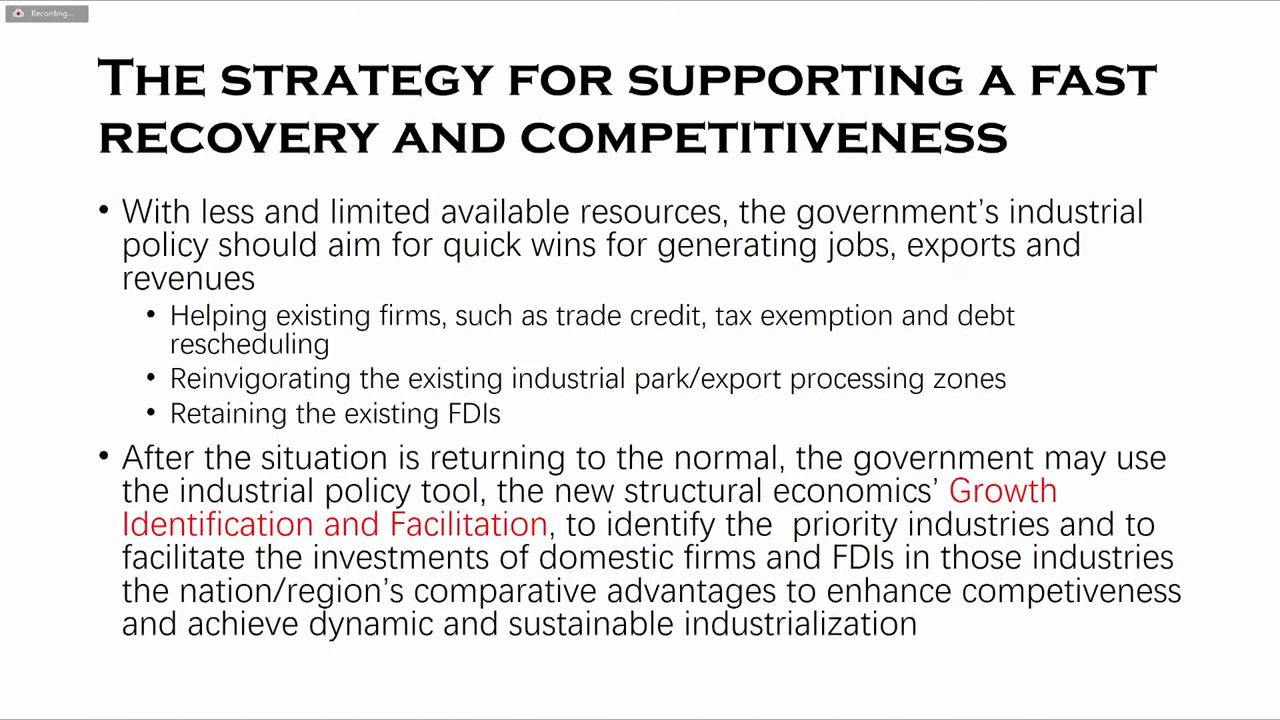 Recording...
THE STRATEGY FOR SUPPORTING A FAST
RECOVERY AND COMPETITIVENESS
• With less and limited available resources, the government's industrial
policy should aim for quick wins for generating jobs, exports and
revenues
• Helping existing firms, such as trade credit, tax exemption and debt
rescheduling
• Reinvigorating the existing industrial park/export processing zones
• Retaining the existing FDIs
• After the situation is returning to the normal, the government may use
the industrial policy tool, the new structural economics' Growth
Identification and Facilitation, to identify the  priority industries and to
facilitate the investments of domestic firms and FDIs in those industries
the nation/region's comparative advantages to enhance competiveness
and achieve dynamic and sustainable industrialization